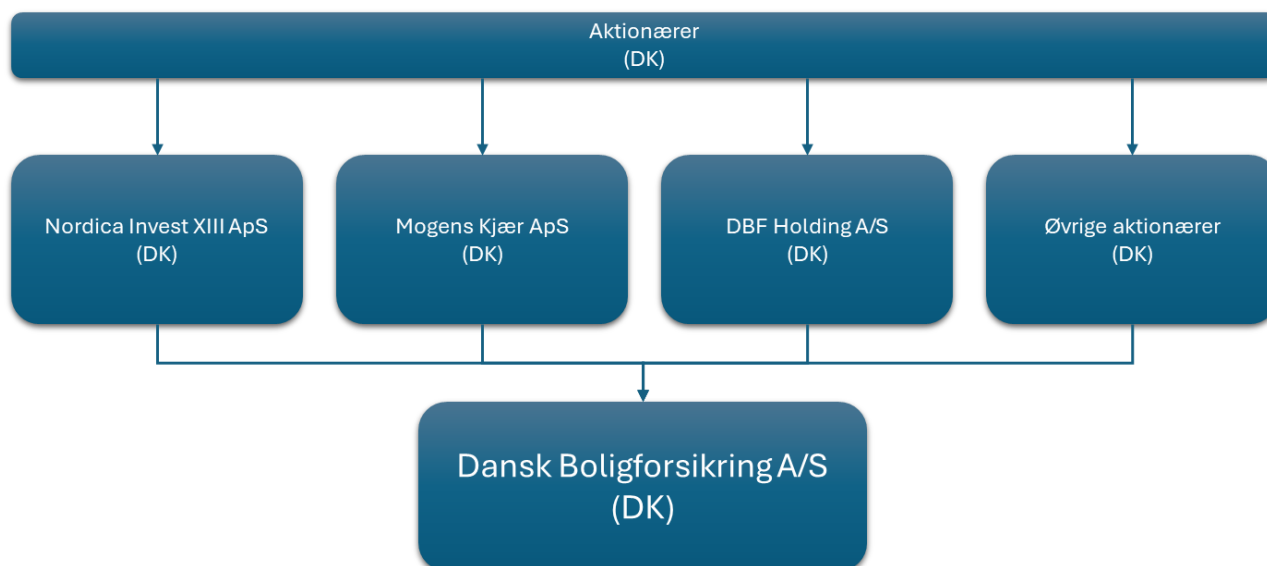 Aktionærer
(DK)
Nordica Invest XIII ApS
(DK)
Mogens Kjær ApS
(DK)
DBF Holding A/S
(DK)
Øvrige aktionærer
(DK)
Dansk Boligforsikring A/S
(DK)